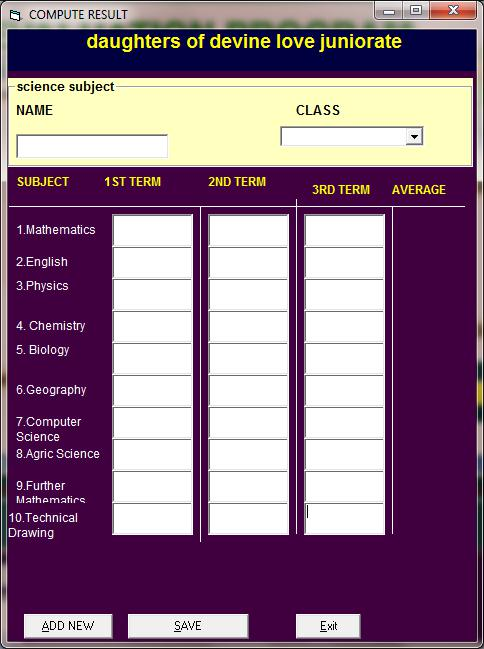 COMPUTE RESULT
daughters of devine love juniorate
science subject
NAME
CLASS
SUBJECT 1ST TERM 2ND TERM 3RD TERM AVERAGE
1.Mathematics
2.English
3.Physics
4. Chemistry
5. Biology
6.Geography
7.Computer
Science
8.Agric Science
9.Further
Mathematics
10.Technical
Drawing
ADD NEW SAVE Exit